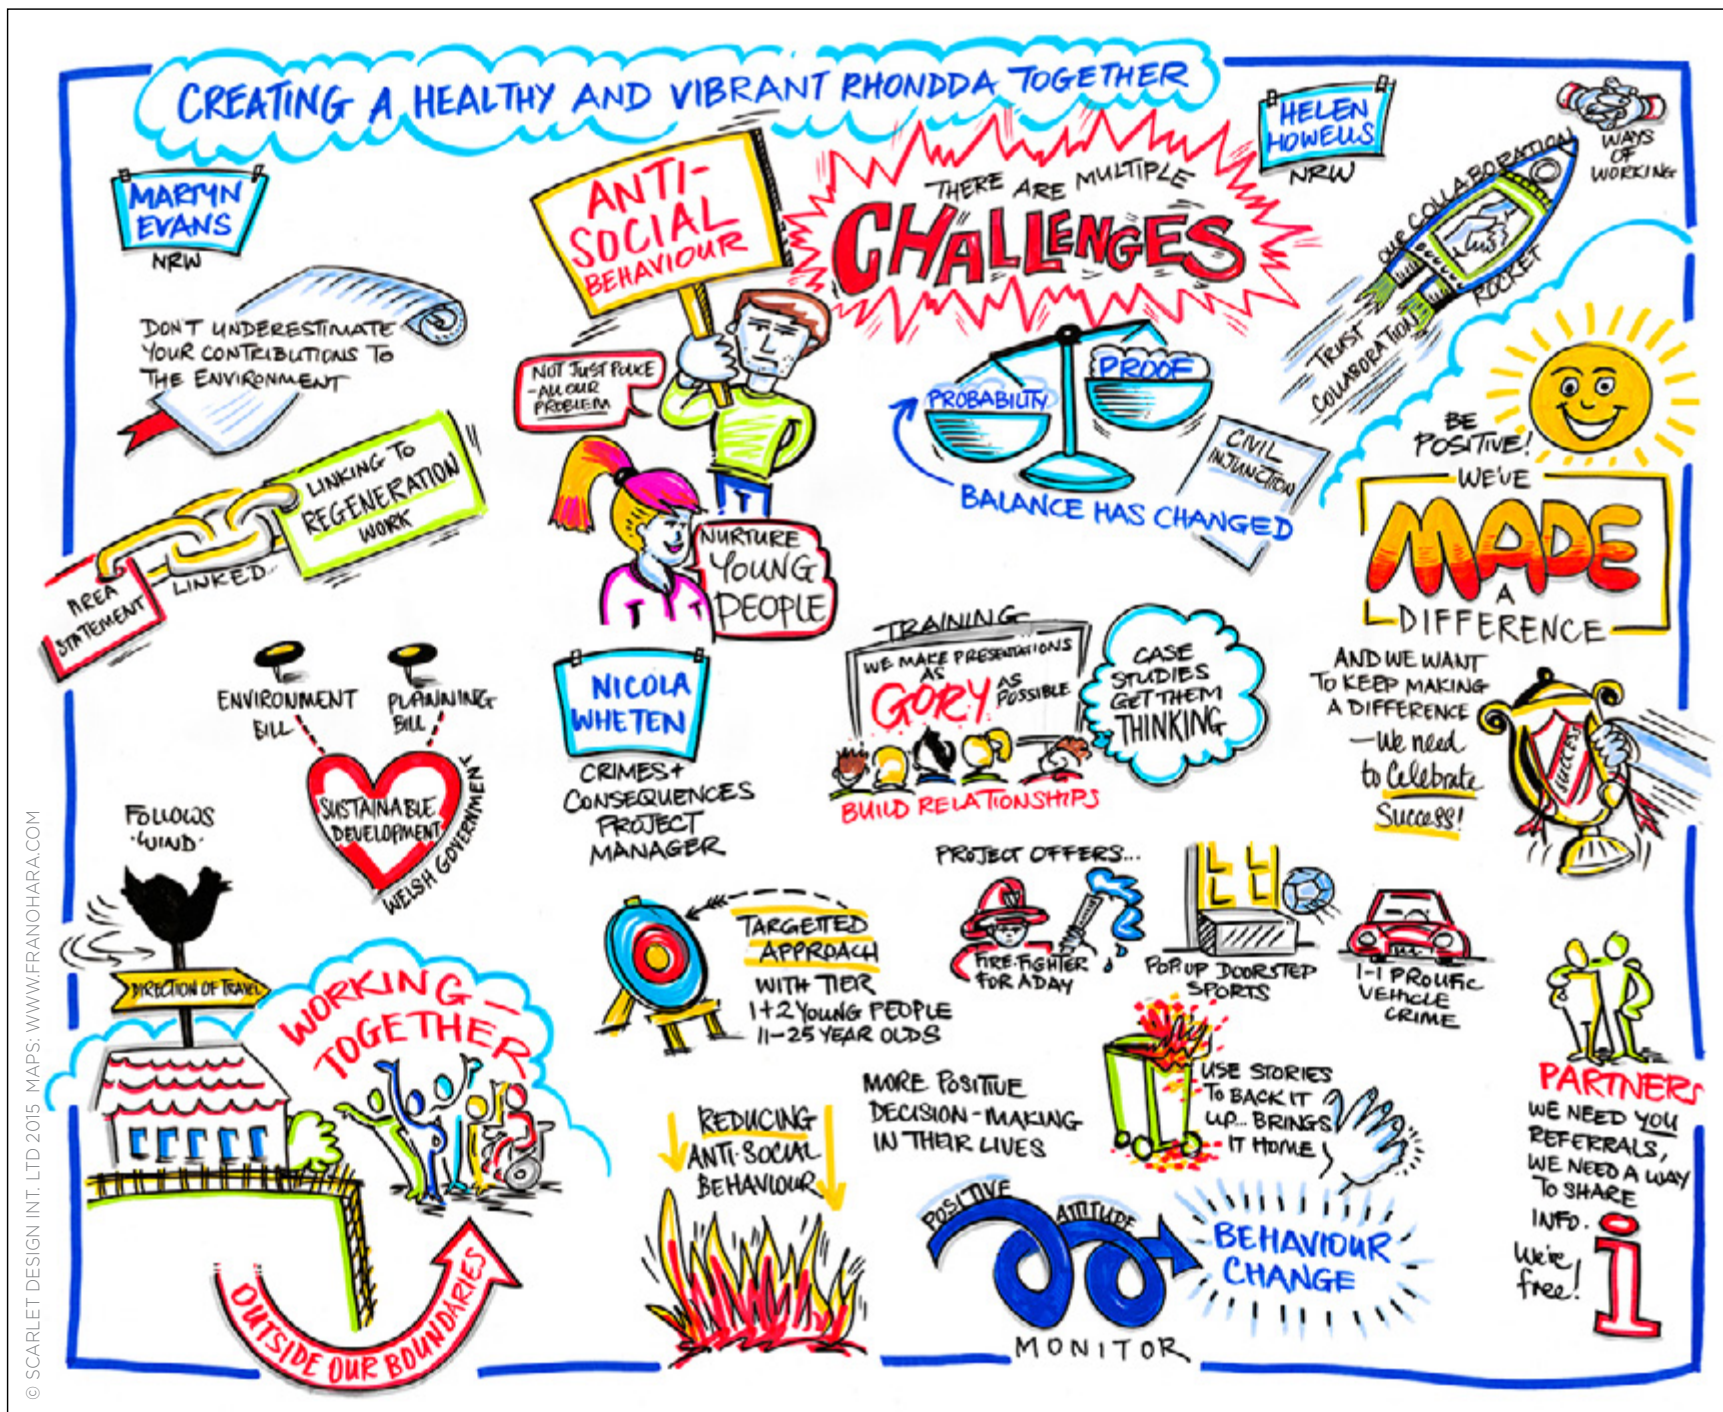 CREATING A HEALTHY AND VIBRANT RHONDDA TOGETHER
MARTYN
EVANS
NRW
DON'T UNDERESTIMATE
YOUR CONTRIBUTIONS TO
THE ENVIRONMENT
LINKING TO
REGENERATION
WORK
LINKED
AREA
STATEMENT
ENVIRONMENT
BILL
PLANNING
BILL
SUSTAINABLE
DEVELOPMENT
WELSH GOVERNMENT
FOLLOWS
WIND
DIRECTION OF TRAVEL
WORKING-
TOGETHER
OUTSIDE OUR BOUNDARIES
ANTI-
SOCIAL
BEHAVIOUR
NOT JUST POLICE
-ALL OUR
PROBLEM
NURTURE
YOUNG
PEOPLE
THERE ARE MULTIPLE
CHALLENGES
PROBABILITY
PROOF
BALANCE HAS CHANGED
CIVIL
INJUNCTION
HELEN
HOWELLS
NRW
OUR COLLABORATION
ROCKET
TRUST
COLLABORATION
WAYS
OF
WORKING
BE
POSITIVE!
WE'VE
MADE
A
DIFFERENCE
AND WE WANT
TO KEEP MAKING
A DIFFERENCE
-We need
to Celebrate
Success!
SUCCESS
NICOLA
WHETEN
CRIMES+
CONSEQUENCES
PROJECT
MANAGER
TRAINING
WE MAKE PRESENTATIONS
AS
GORY AS
POSSIBLE
BUILD RELATIONSHIPS
CASE
STUDIES
GET THEM
THINKING
TARGETTED
APPROACH
WITH TIER
1+2 YOUNG PEOPLE
11-25 YEAR OLDS
PROJECT OFFERS...
FIRE-FIGHTER
FOR A DAY
POP UP DOORSTEP
SPORTS
1-1 PROLIFIC
VEHICLE
CRIME
REDUCING
ANTI-SOCIAL
BEHAVIOUR
MORE POSITIVE
DECISION-MAKING
IN THEIR LIVES
USE STORIES
TO BACK IT
UP... BRINGS
IT HOME
POSITIVE
ATTITUDE
BEHAVIOUR
CHANGE
MONITOR
PARTNERS
WE NEED YOU
REFERRALS,
WE NEED A WAY
TO SHARE
INFO.
We're
free!
i
© SCARLET DESIGN INT. LTD 2015 MAPS: WWW.FRANOHARA.COM